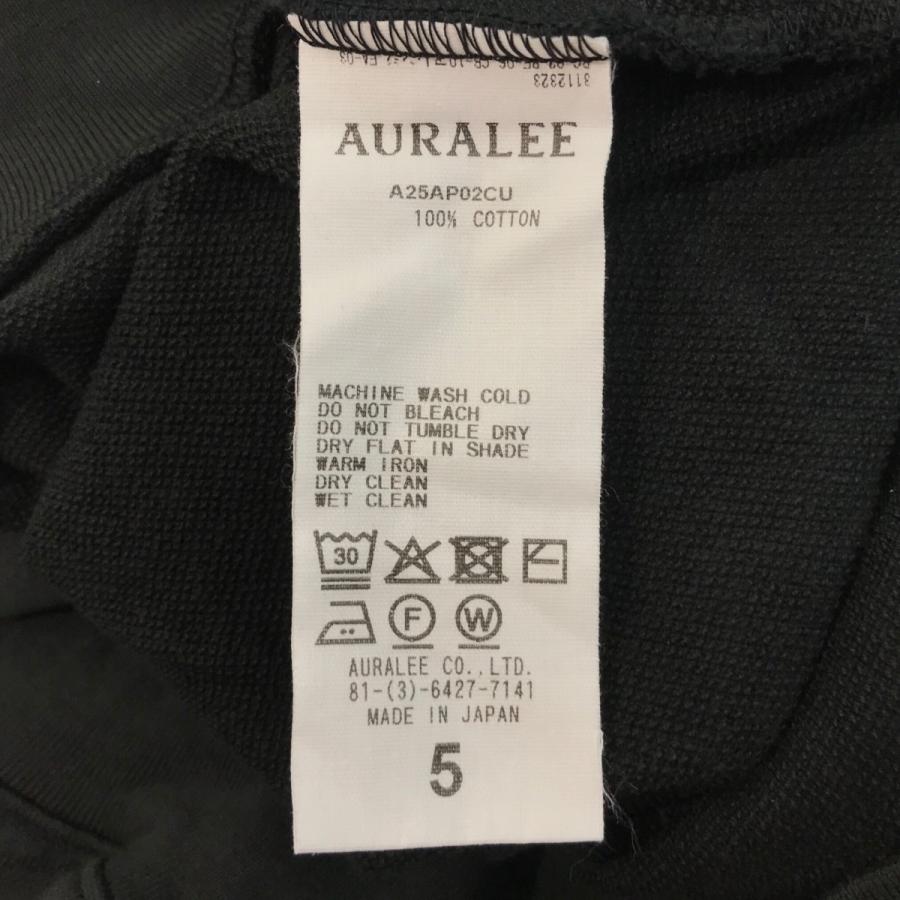 3112323
AURALEE
A25AP02CU
100% COTTON
MACHINE WASH COLD
DO NOT BLEACH
DO NOT TUMBLE DRY
DRY FLAT IN SHADE
WARM IRON
DRY CLEAN
WET CLEAN
30
F W
AURALEE CO.,LTD.
81-(3)-6427-7141
MADE IN JAPAN
5